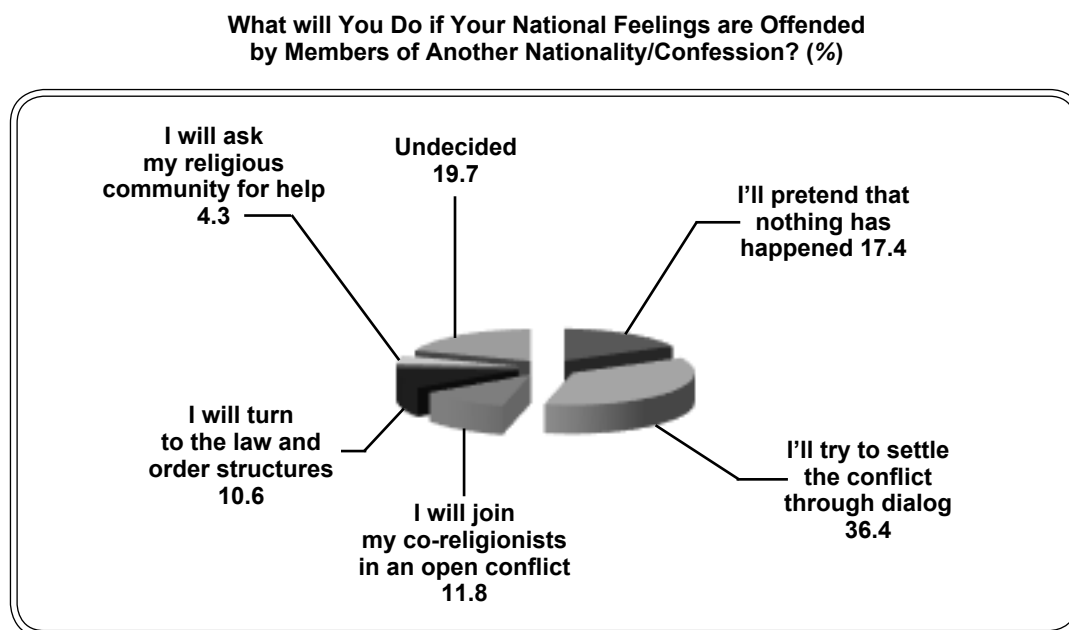 What will You Do if Your National Feelings are Offended
by Members of Another Nationality/Confession? (%)
I will ask
my religious
community for help
4.3
Undecided
19.7
I’ll pretend that
nothing has
happened 17.4
I will turn
to the law and
order structures
10.6
I will join
my co-religionists
in an open conflict
11.8
I’ll try to settle
the conflict
through dialog
36.4